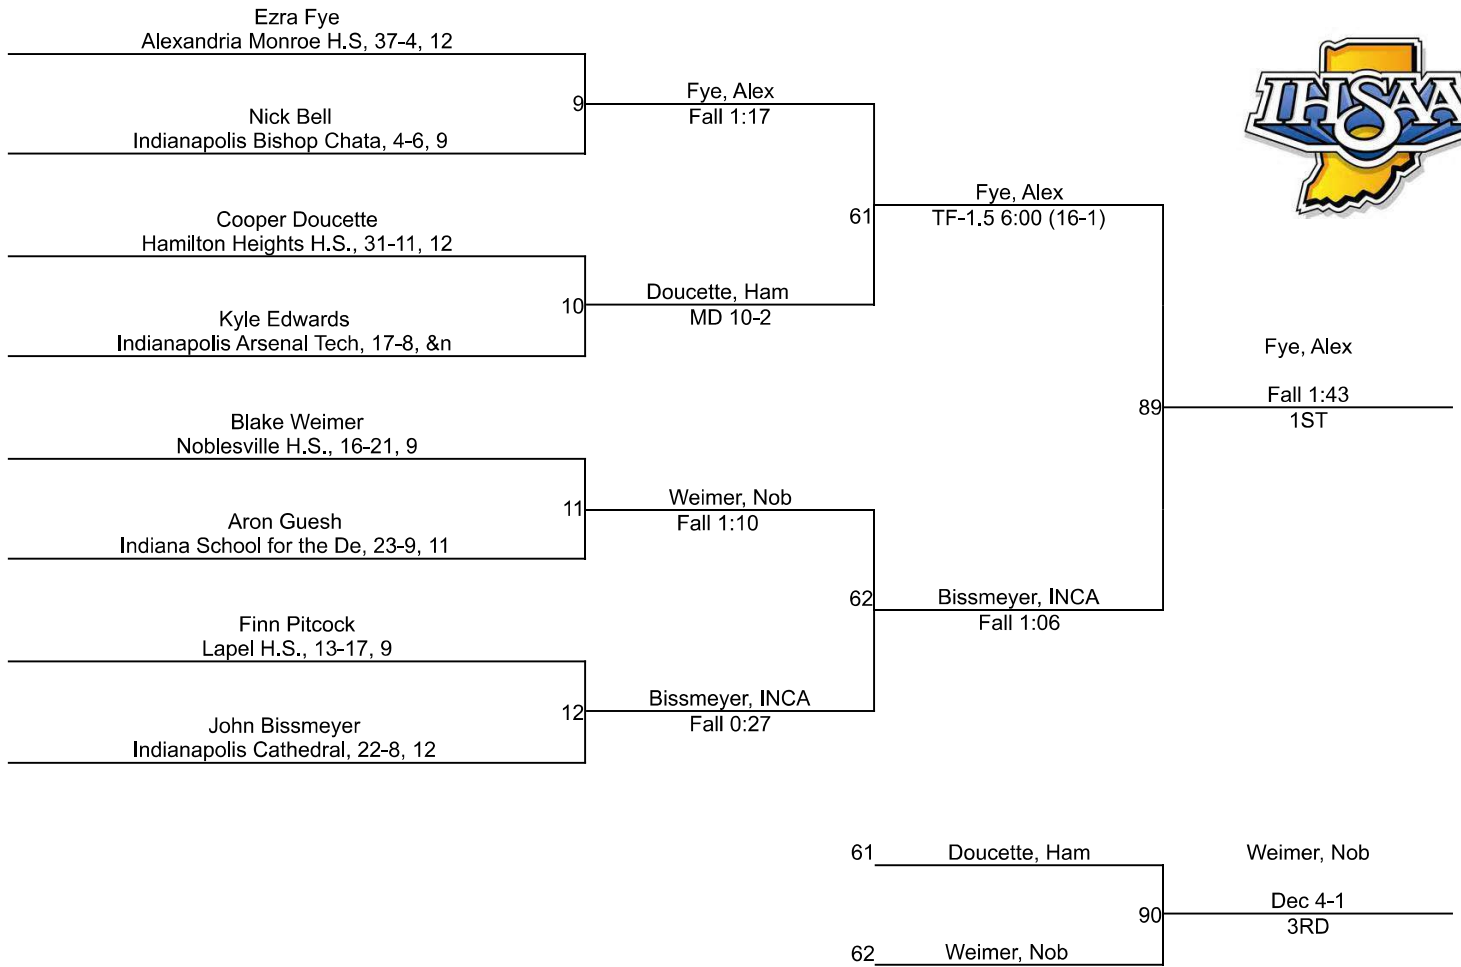 Ezra Fye
Alexandria Monroe H.S, 37-4, 12
Nick Bell
Indianapolis Bishop Chata, 4-6, 9
Cooper Doucette
Hamilton Heights H.S., 31-11, 12
Kyle Edwards
Indianapolis Arsenal Tech, 17-8, &n
Blake Weimer
Noblesville H.S., 16-21, 9
Aron Guesh
Indiana School for the De, 23-9, 11
Finn Pitcock
Lapel H.S., 13-17, 9
John Bissmeyer
Indianapolis Cathedral, 22-8, 12
9
Fye, Alex
Fall 1:17
10
Doucette, Ham
MD 10-2
11
Weimer, Nob
Fall 1:10
12
Bissmeyer, INCA
Fall 0:27
61
Fye, Alex
TF-1.5 6:00 (16-1)
62
Bissmeyer, INCA
Fall 1:06
IHSAA
89
Fye, Alex
Fall 1:43
1ST
61
Doucette, Ham
62
Weimer, Nob
90
Weimer, Nob
Dec 4-1
3RD